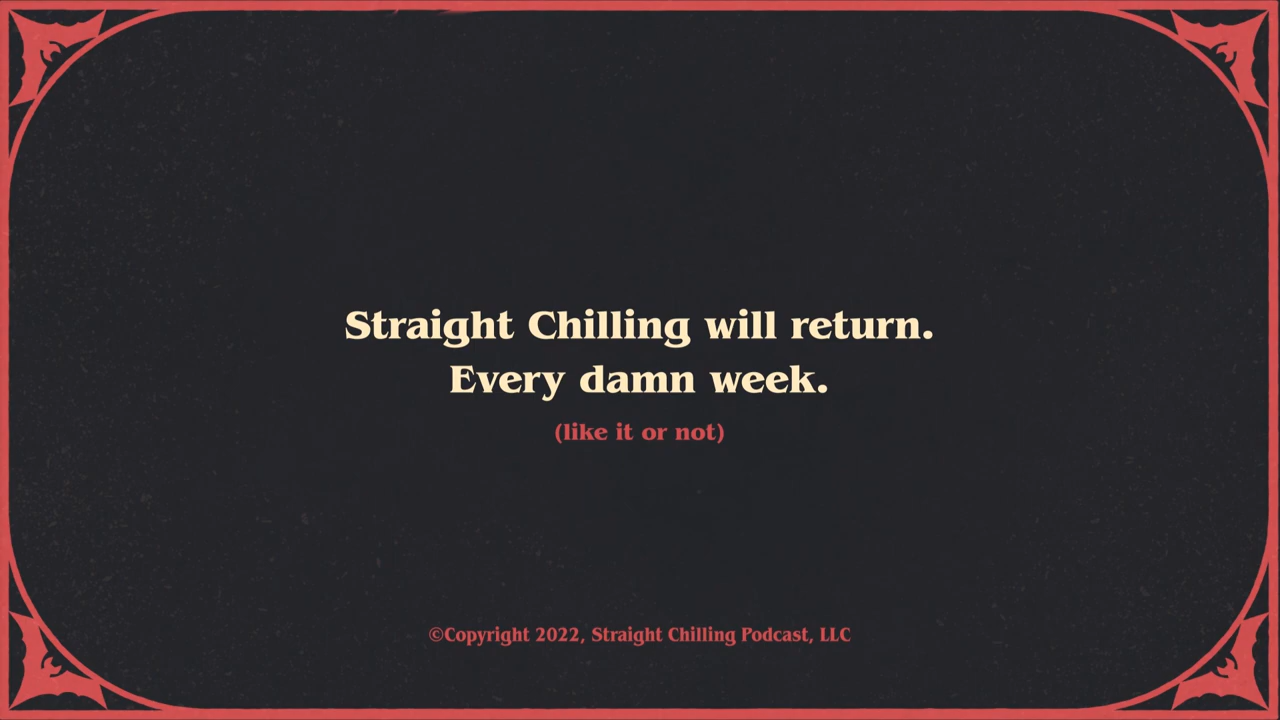 Straight Chilling will return.
Every damn week.
(like it or not)
©Copyright 2022, Straight Chilling Podcast, LLC